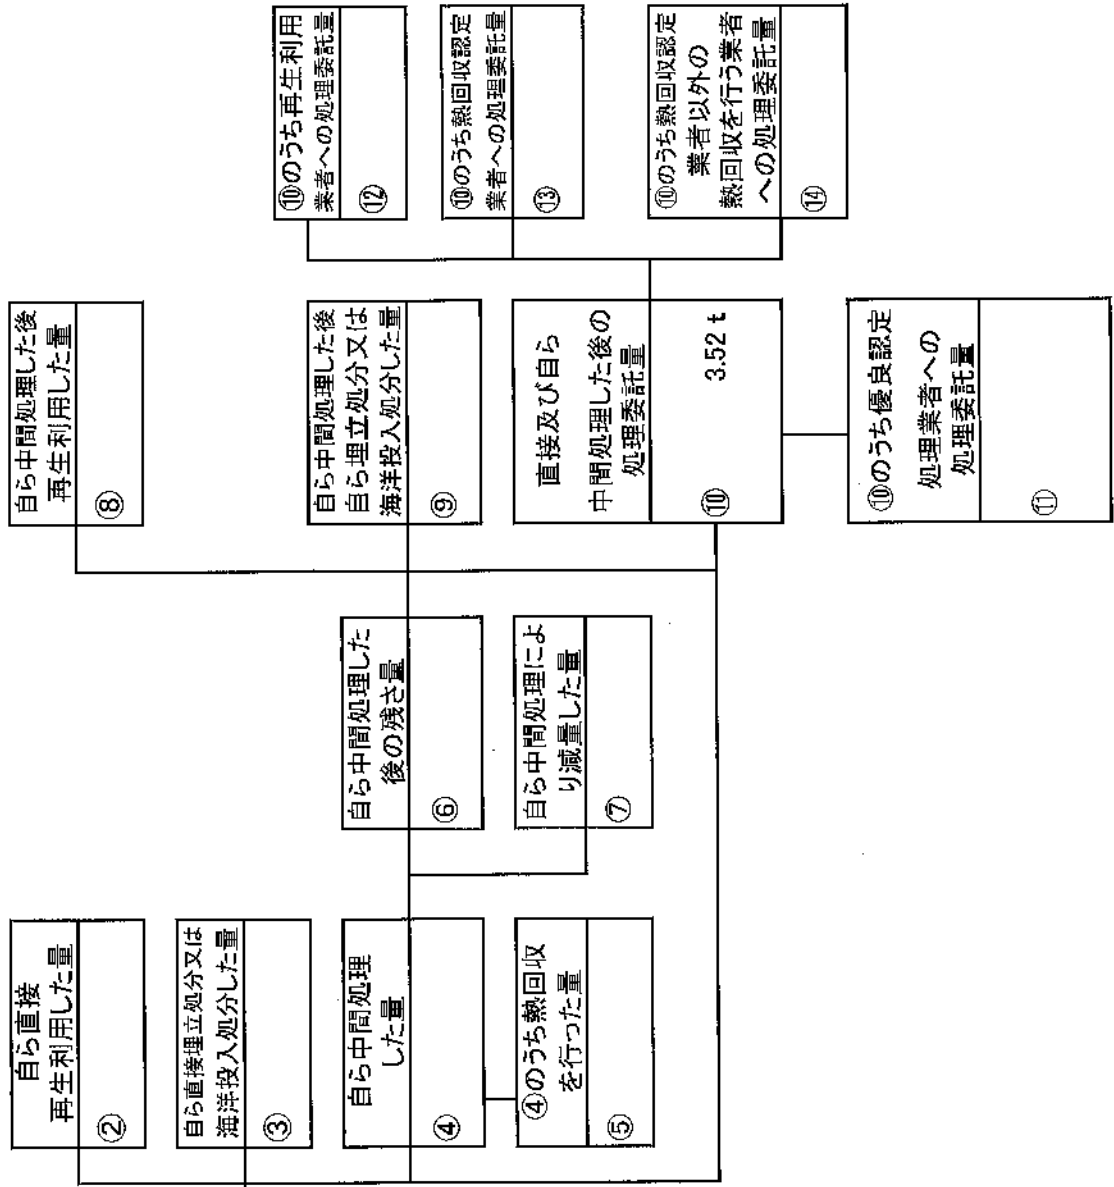 自ら直接
再生利用した量
②
自ら直接埋立処分又は
海洋投入処分した量
③
自ら中間処理
した量
④
④のうち熱回収
を行った量
⑤
自ら中間処理した
後の残さ量
⑥
自ら中間処理によ
り減量した量
⑦
自ら中間処理した後
再生利用した量
⑧
自ら中間処理した後
自ら埋立処分又は
海洋投入処分した量
⑨
直接及び自ら
中間処理した後の
処理委託量
⑩
3.52 t
⑩のうち優良認定
処理業者への
処理委託量
⑪
⑩のうち再生利用
業者への処理委託量
⑫
⑩のうち熱回収認定
業者への処理委託量
⑬
⑩のうち熱回収認定
業者以外の
熱回収を行う業者
への処理委託量
⑭